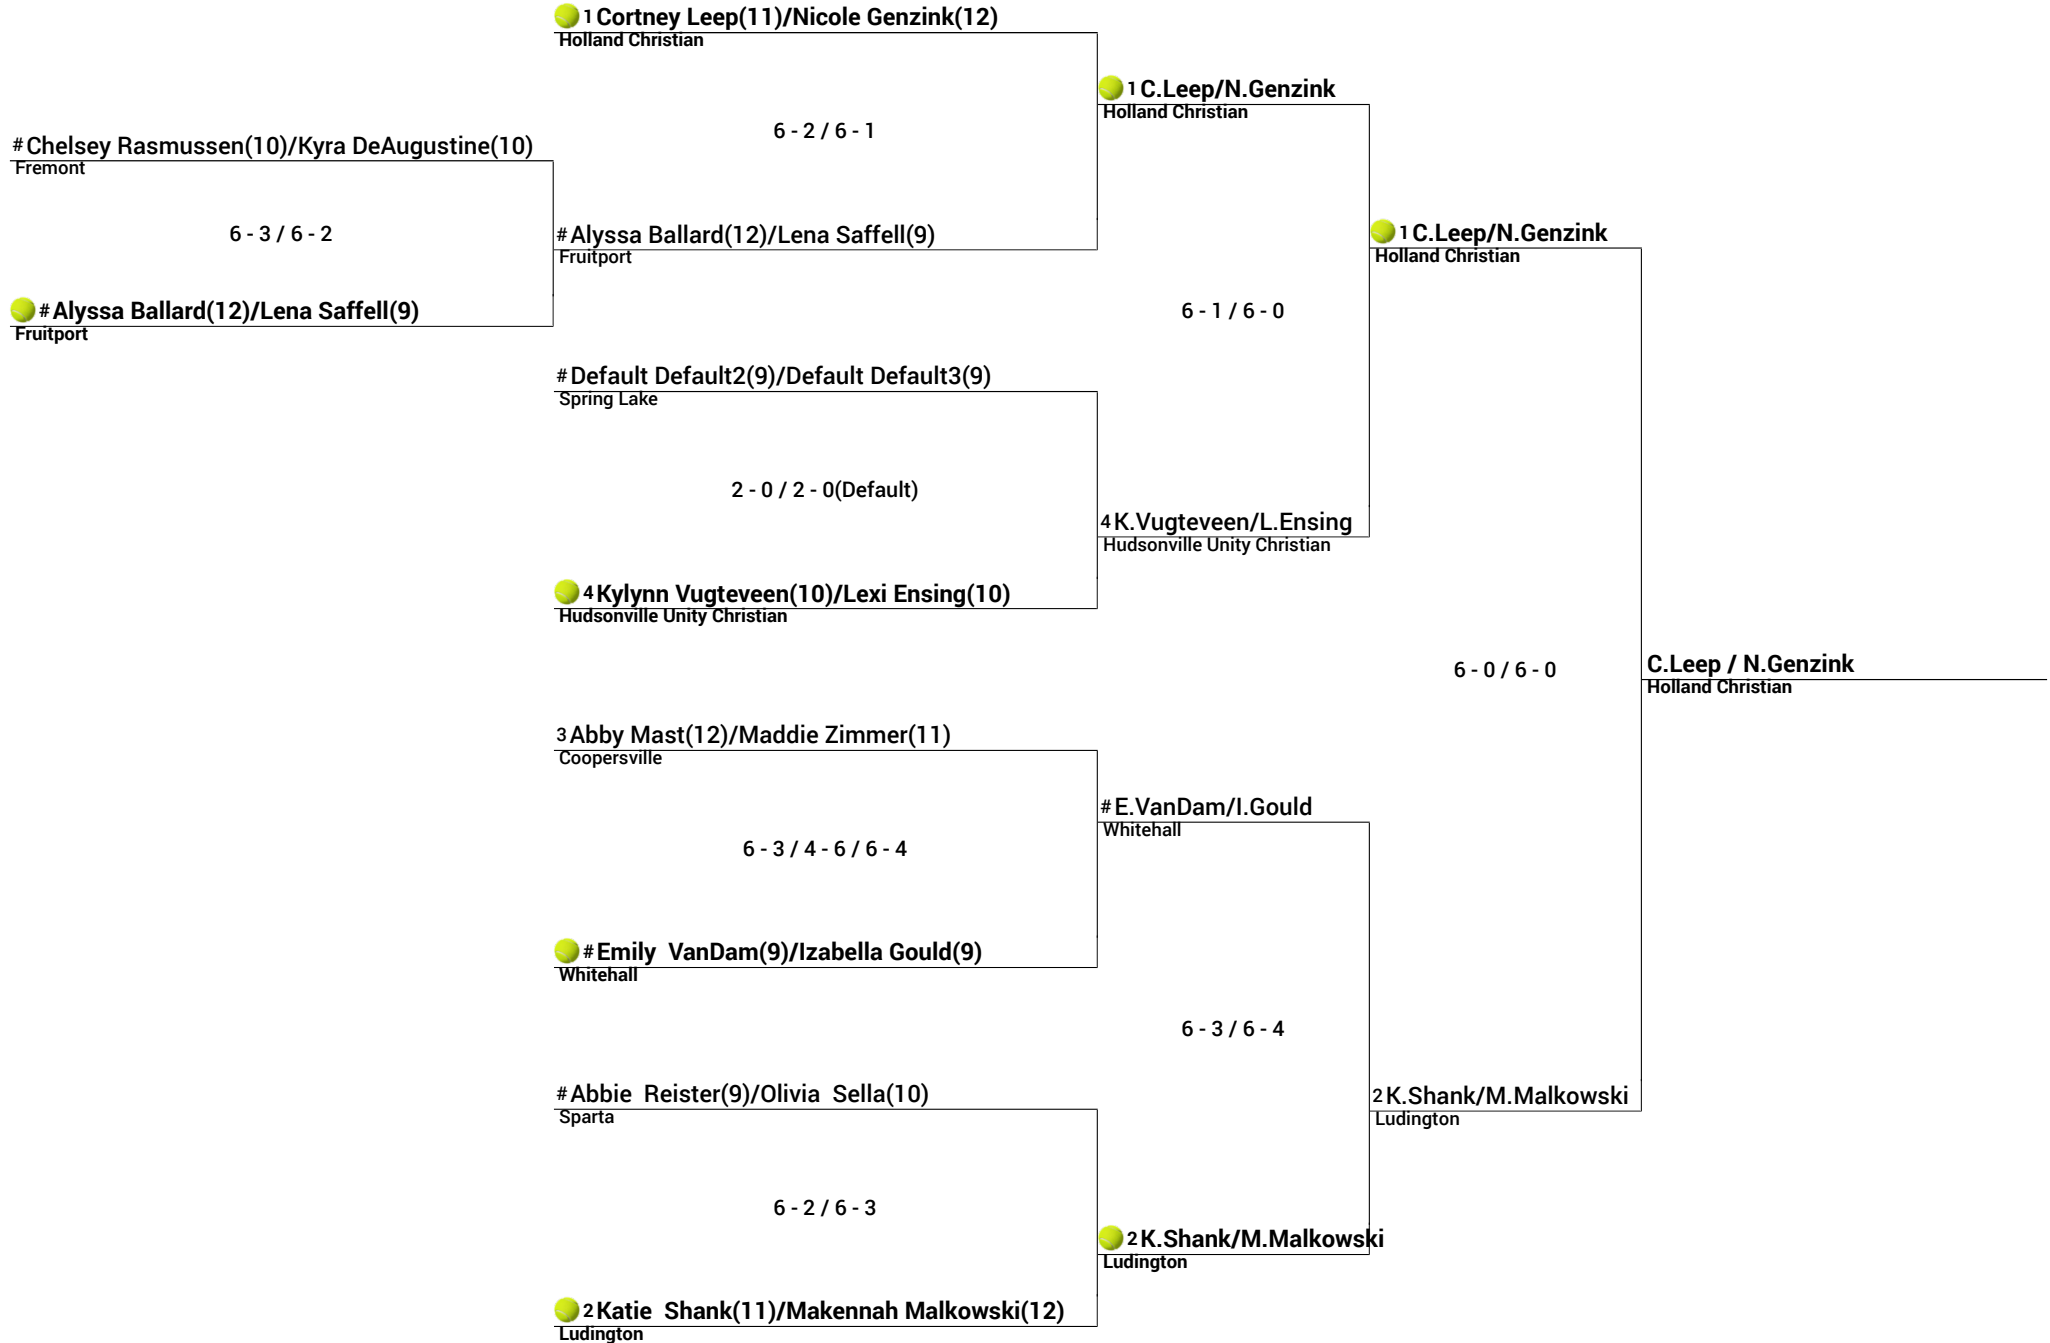 1 Cortney Leep(11)/Nicole Genzink(12)
Holland Christian
1 C.Leep/N.Genzink
Holland Christian
6 - 2 / 6 - 1
# Chelsey Rasmussen(10)/Kyra DeAugustine(10)
Fremont
6 - 3 / 6 - 2
# Alyssa Ballard(12)/Lena Saffell(9)
Fruitport
1 C.Leep/N.Genzink
Holland Christian
# Alyssa Ballard(12)/Lena Saffell(9)
Fruitport
6 - 1 / 6 - 0
# Default Default2(9)/Default Default3(9)
Spring Lake
2 - 0 / 2 - 0(Default)
4 K.Vugteveen/L.Ensing
Hudsonville Unity Christian
4 Kylynn Vugteveen(10)/Lexi Ensing(10)
Hudsonville Unity Christian
6 - 0 / 6 - 0
C.Leep / N.Genzink
Holland Christian
3 Abby Mast(12)/Maddie Zimmer(11)
Coopersville
# E.VanDam/I.Gould
Whitehall
6 - 3 / 4 - 6 / 6 - 4
# Emily  VanDam(9)/Izabella Gould(9)
Whitehall
6 - 3 / 6 - 4
# Abbie  Reister(9)/Olivia  Sella(10)
Sparta
2 K.Shank/M.Malkowski
Ludington
6 - 2 / 6 - 3
2 K.Shank/M.Malkowski
Ludington
2 Katie  Shank(11)/Makennah Malkowski(12)
Ludington